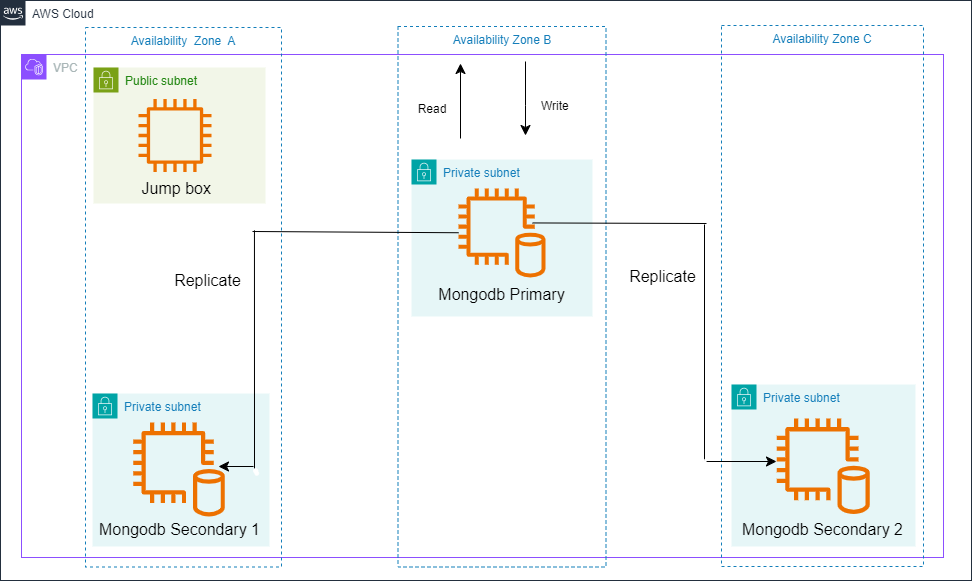 aws
AWS Cloud
Availability Zone A
Availability Zone B
Availability Zone C
VPC
Public subnet
Jump box
Read
Write
Private subnet
Mongodb Primary
Replicate
Replicate
Private subnet
Mongodb Secondary 1
Private subnet
Mongodb Secondary 2